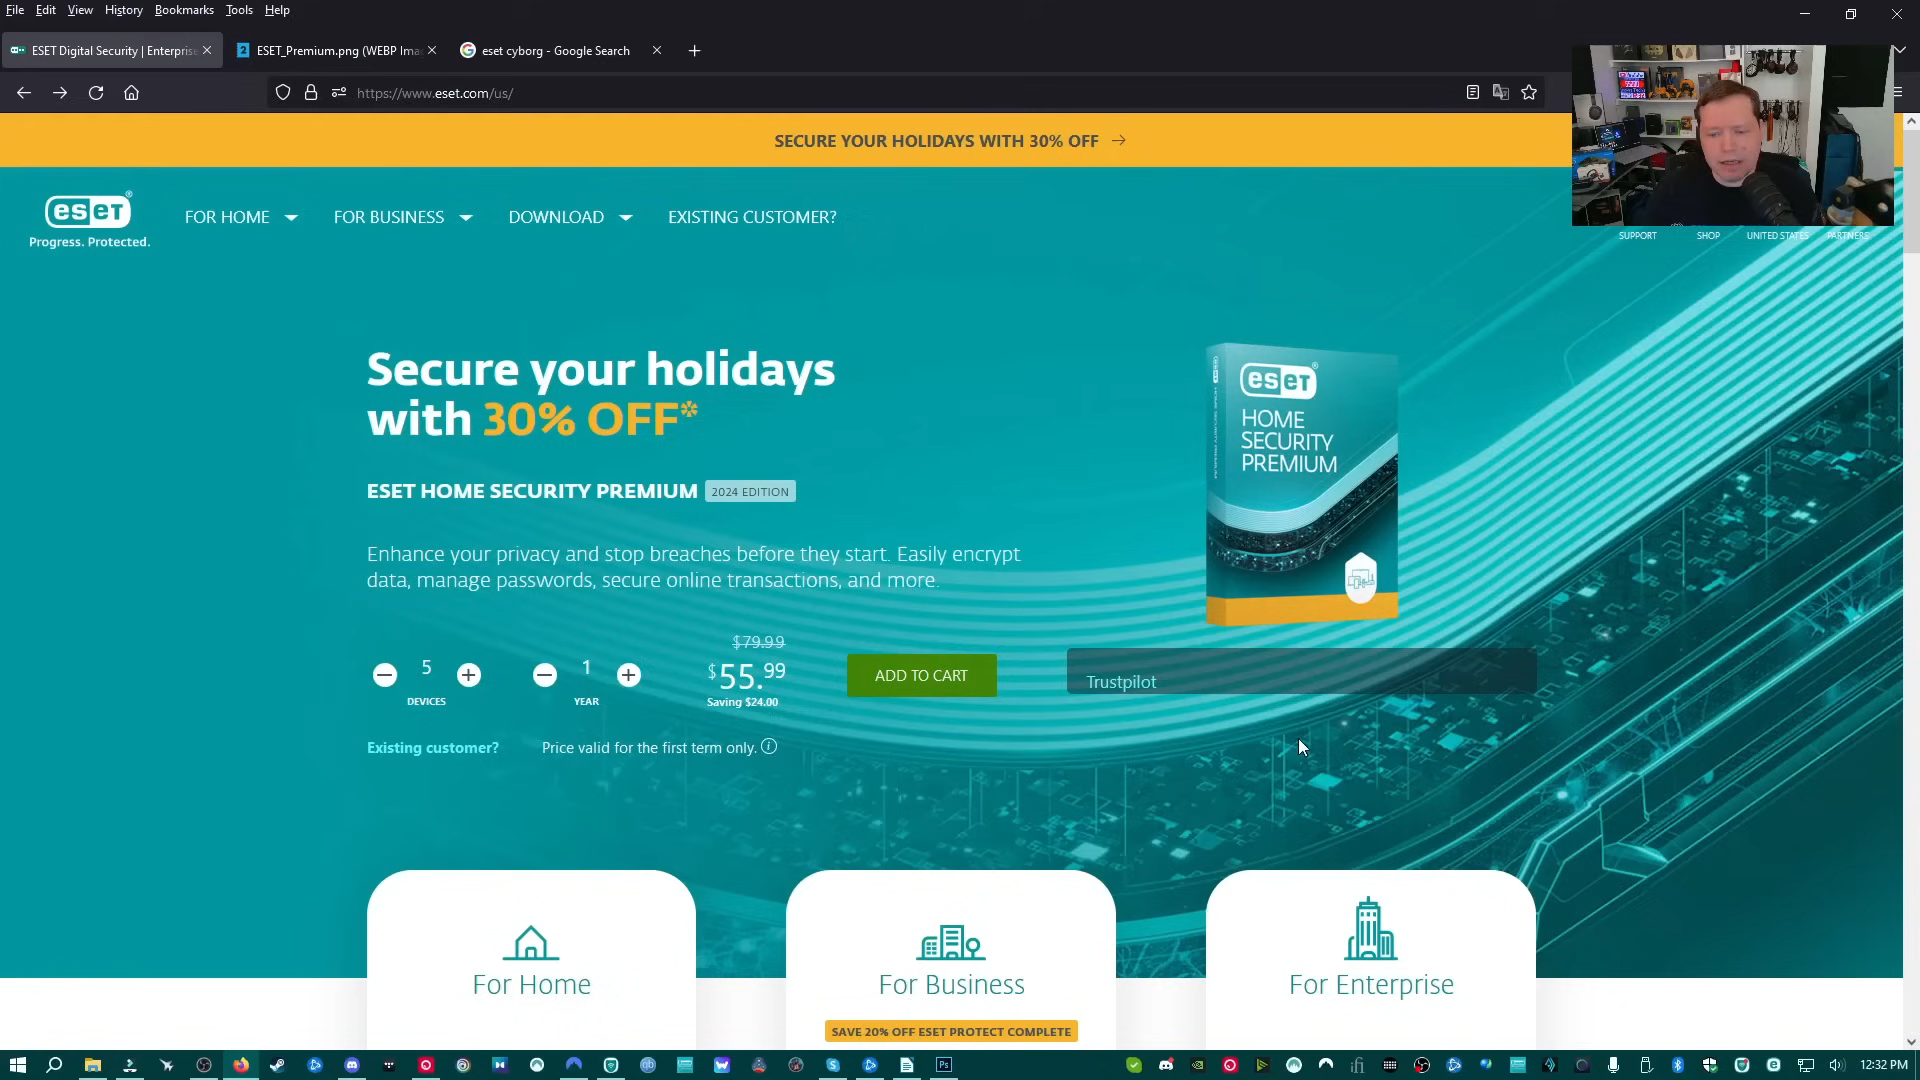 File Edit View History Bookmarks Tools Help
ESET Digital Security | Enterprise
ESET_Premium.png (WEBP Imag
eset cyborg - Google Search
https://www.eset.com/us/
SECURE YOUR HOLIDAYS WITH 30% OFF →
eset®
Progress. Protected.
FOR HOME
FOR BUSINESS
DOWNLOAD
EXISTING CUSTOMER?
SUPPORT
SHOP
UNITED STATES
PARTNERS
Secure your holidays
with 30% OFF*
ESET HOME SECURITY PREMIUM 2024 EDITION
Enhance your privacy and stop breaches before they start. Easily encrypt
data, manage passwords, secure online transactions, and more.
eset®
HOME
SECURITY
PREMIUM
$79.99
5
DEVICES
1
YEAR
$55.99
Saving $24.00
ADD TO CART
Trustpilot
Existing customer?
Price valid for the first term only.
For Home
For Business
SAVE 20% OFF ESET PROTECT COMPLETE
For Enterprise
Ps
12:32 PM